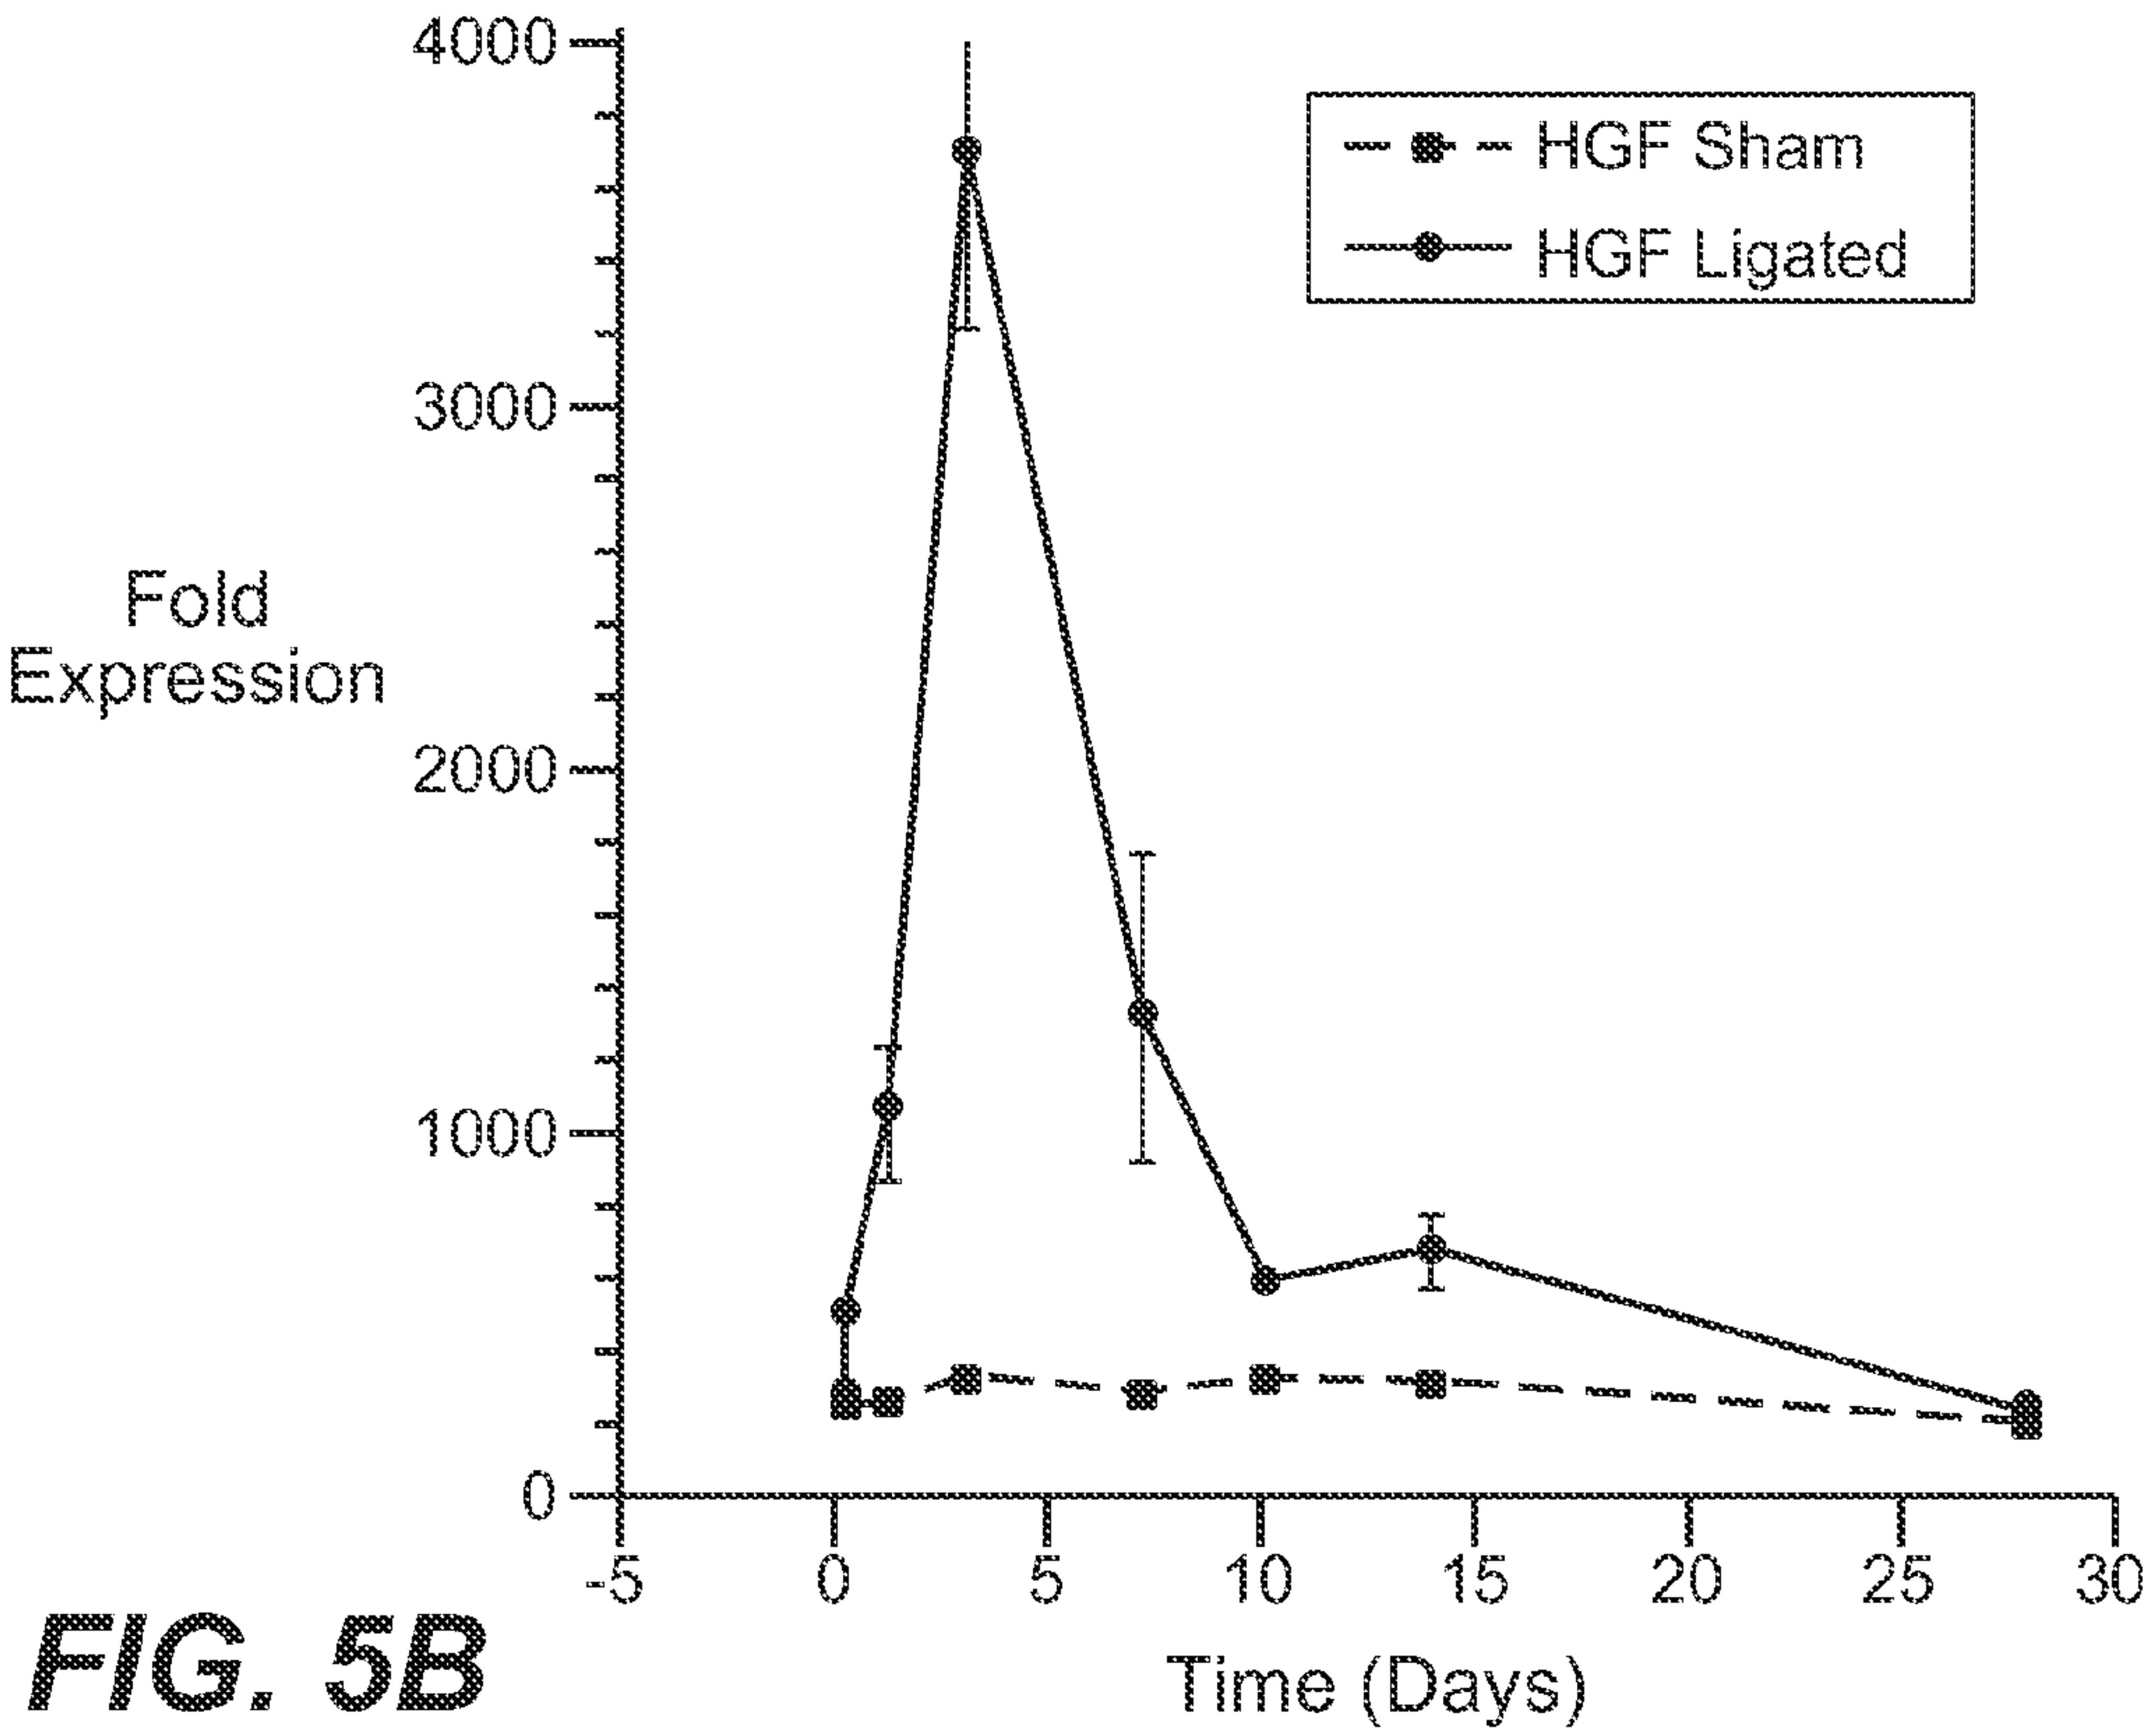 4000
3000
2000
1000
0
Fold
Expression
HGF Sham
HGF Ligated
-5 0 5 10 15 20 25 30
Time (Days)
FIG. 5B